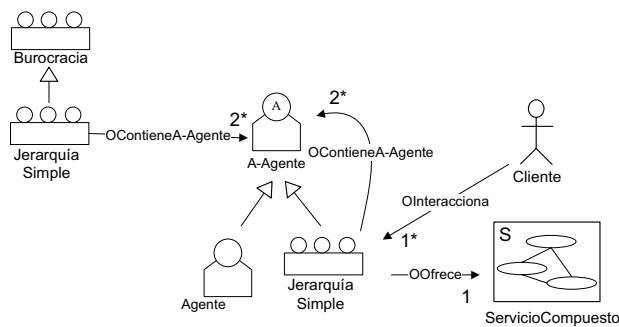 Burocracia
2*
2*
A
OContieneA-Agente
Jerarquía
Simple
A-Agente
OContieneA-Agente
Cliente
OInteracciona
1*
S
Agente
Jerarquía
Simple
OOfrece
1
ServicioCompuesto